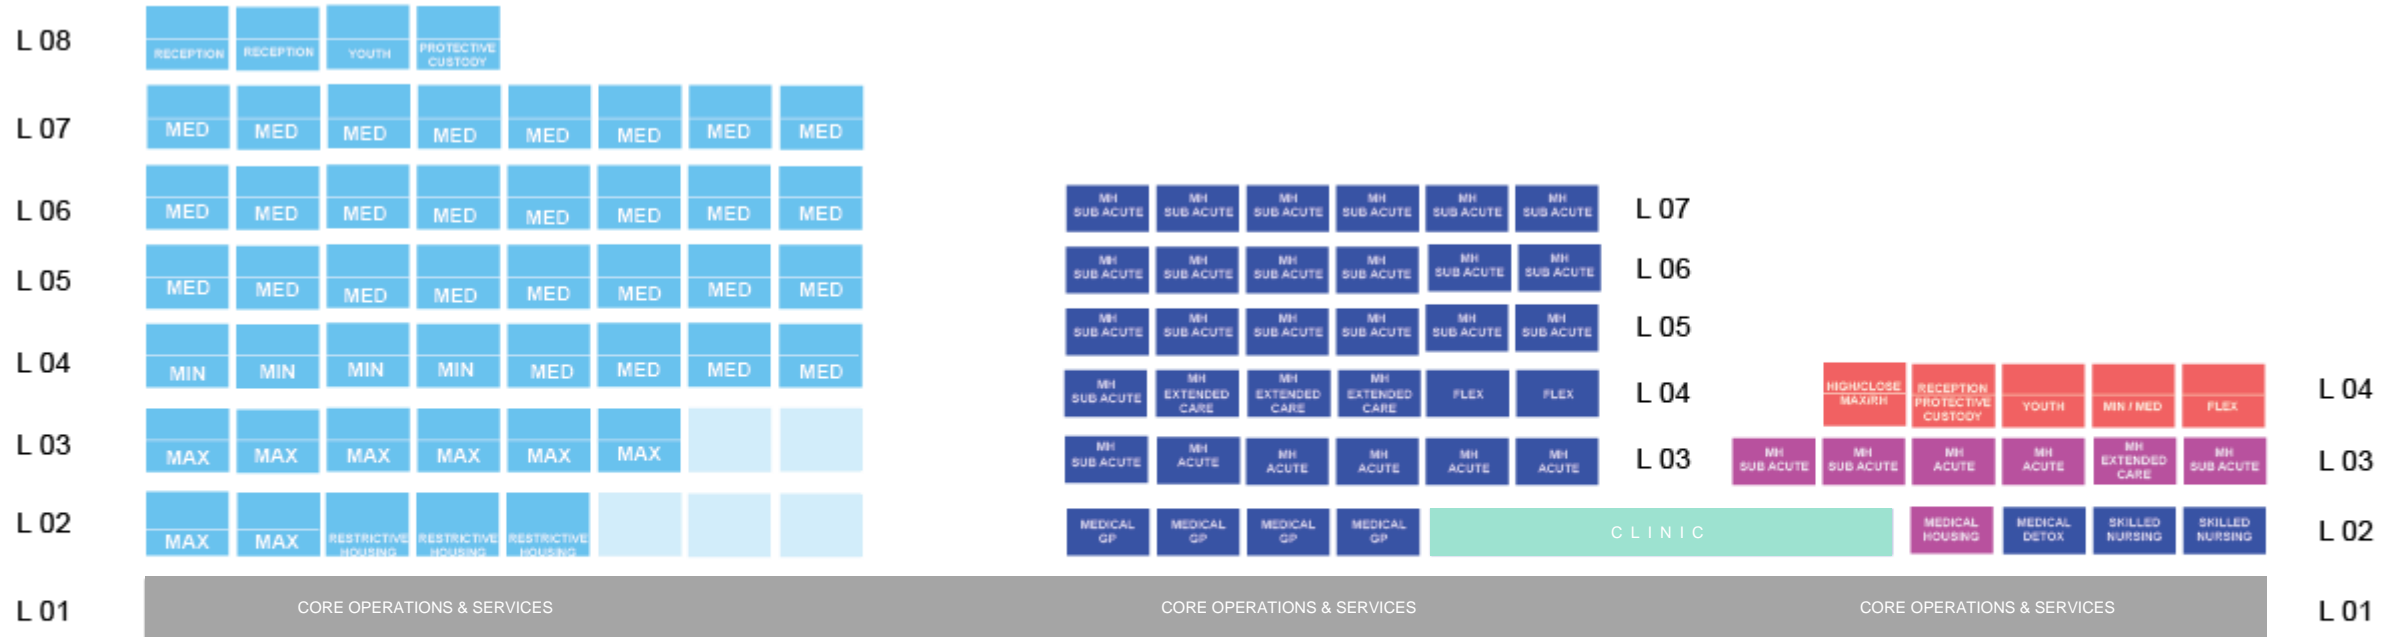 L 08
RECEPTION RECEPTION YOUTH PROTECTIVE CUSTODY
L 07
MED MED MED MED MED MED MED MED
L 06
MED MED MED MED MED MED MED MED
L 05
MED MED MED MED MED MED MED MED
L 04
MIN MIN MIN MIN MED MED MED MED
L 03
MAX MAX MAX MAX MAX MAX
L 02
MAX MAX RESTRICTIVE HOUSING RESTRICTIVE HOUSING RESTRICTIVE HOUSING
L 01
CORE OPERATIONS & SERVICES
MH SUB ACUTE MH SUB ACUTE MH SUB ACUTE MH SUB ACUTE MH SUB ACUTE MH SUB ACUTE
L 07
MH SUB ACUTE MH SUB ACUTE MH SUB ACUTE MH SUB ACUTE MH SUB ACUTE MH SUB ACUTE
L 06
MH SUB ACUTE MH SUB ACUTE MH SUB ACUTE MH SUB ACUTE MH SUB ACUTE MH SUB ACUTE
L 05
MH SUB ACUTE MH EXTENDED CARE MH EXTENDED CARE MH EXTENDED CARE FLEX FLEX
L 04
MH SUB ACUTE MH ACUTE MH ACUTE MH ACUTE MH ACUTE MH ACUTE
L 03
MEDICAL GP MEDICAL GP MEDICAL GP MEDICAL GP
CLINIC
CORE OPERATIONS & SERVICES
HIGH/CLOSE MAX/RH RECEPTION PROTECTIVE CUSTODY YOUTH MIN / MED FLEX
L 04
MH SUB ACUTE MH SUB ACUTE MH ACUTE MH ACUTE MH EXTENDED CARE MH SUB ACUTE
L 03
MEDICAL HOUSING MEDICAL DETOX SKILLED NURSING SKILLED NURSING
L 02
CORE OPERATIONS & SERVICES
L 01